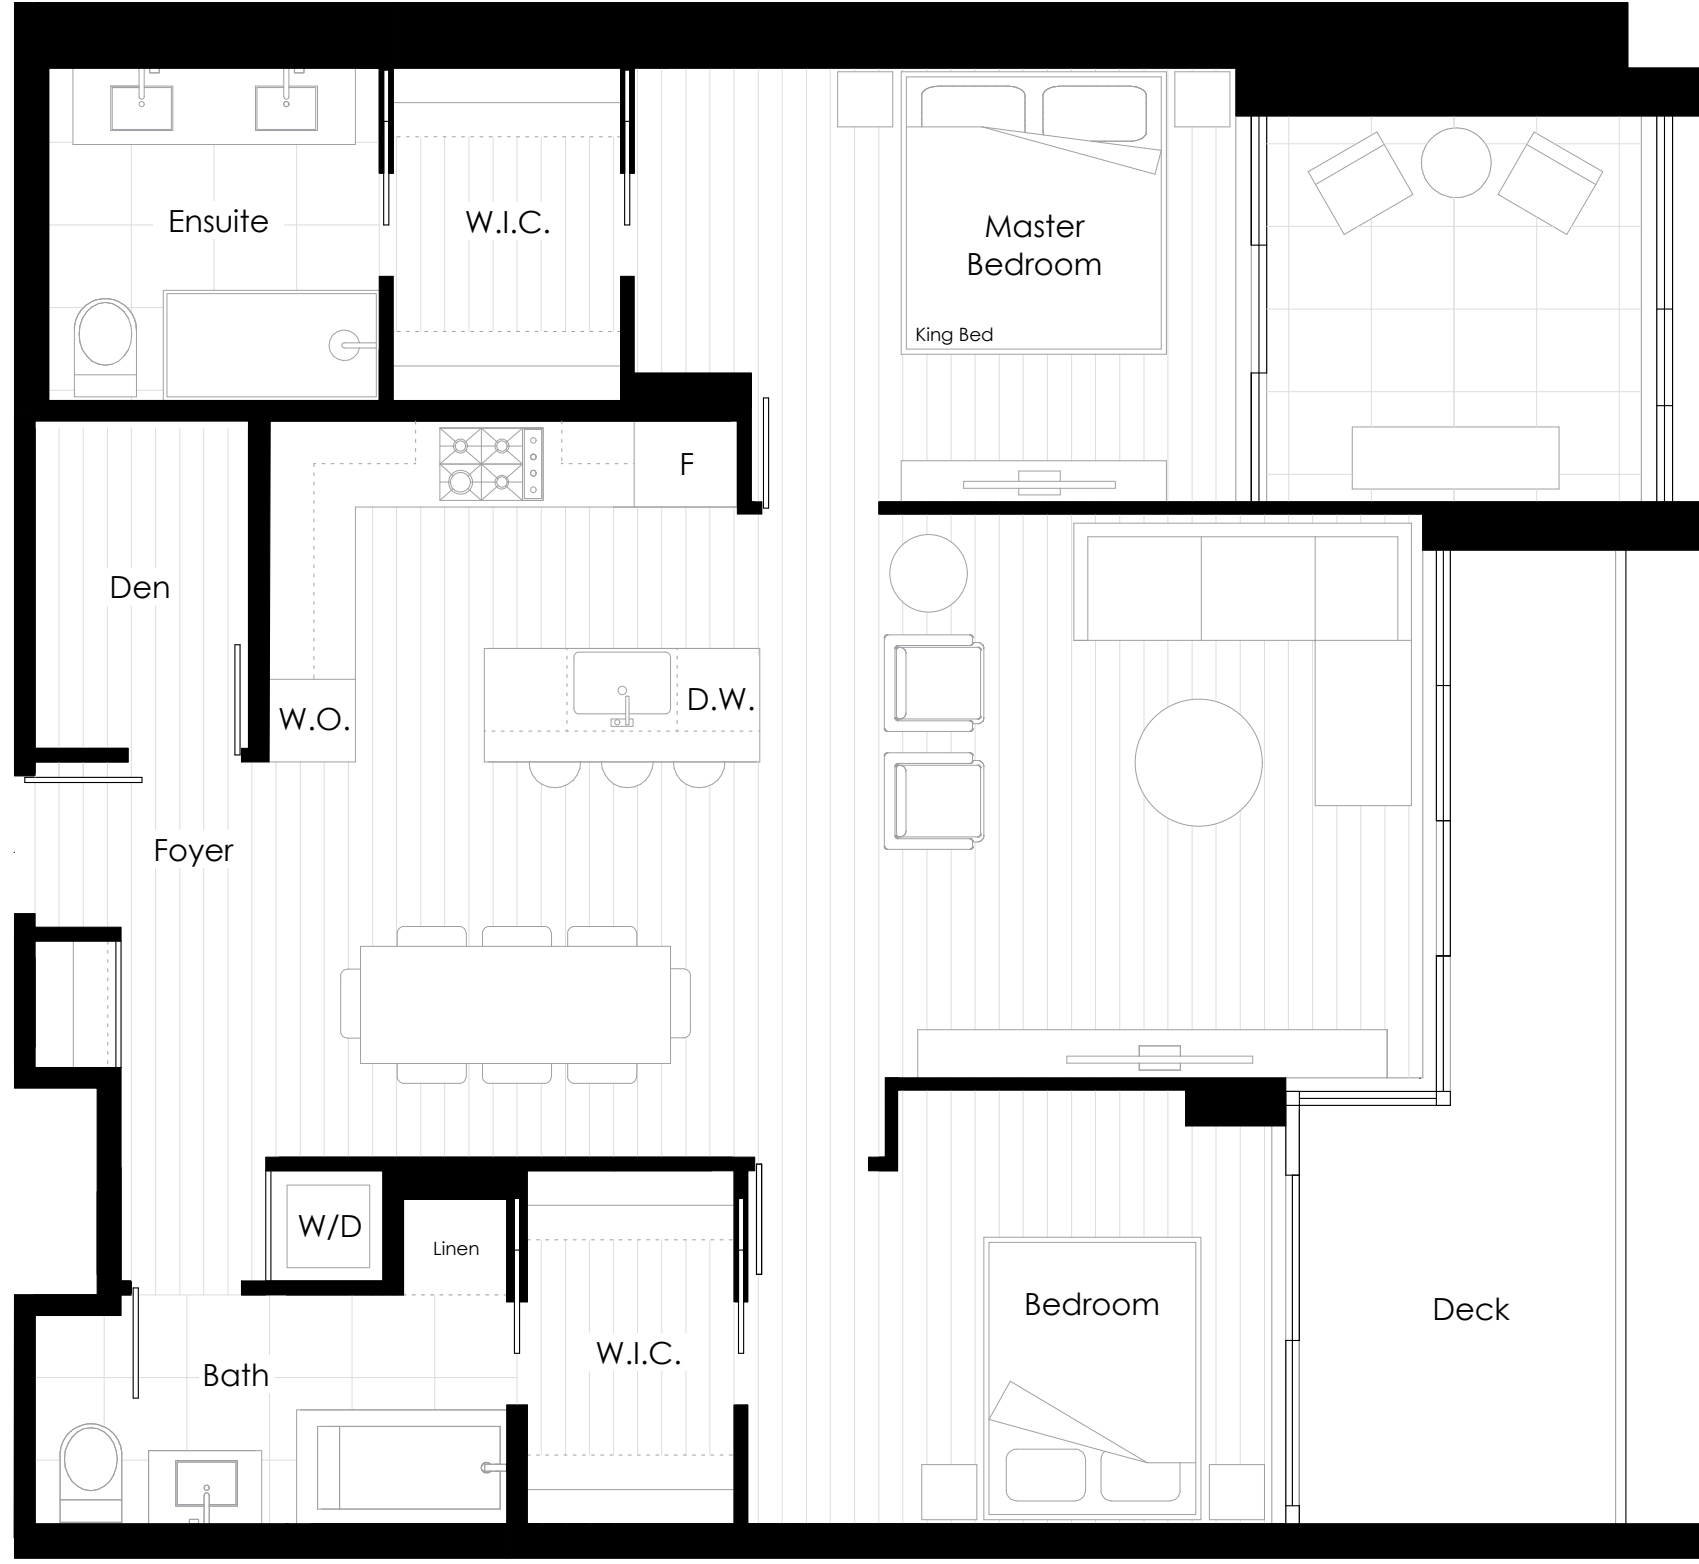 Ensuite
W.I.C.
Master
Bedroom
King Bed
F
Den
W.O.
D.W.
Foyer
W/D
Linen
Bedroom
Deck
W.I.C.
Bath